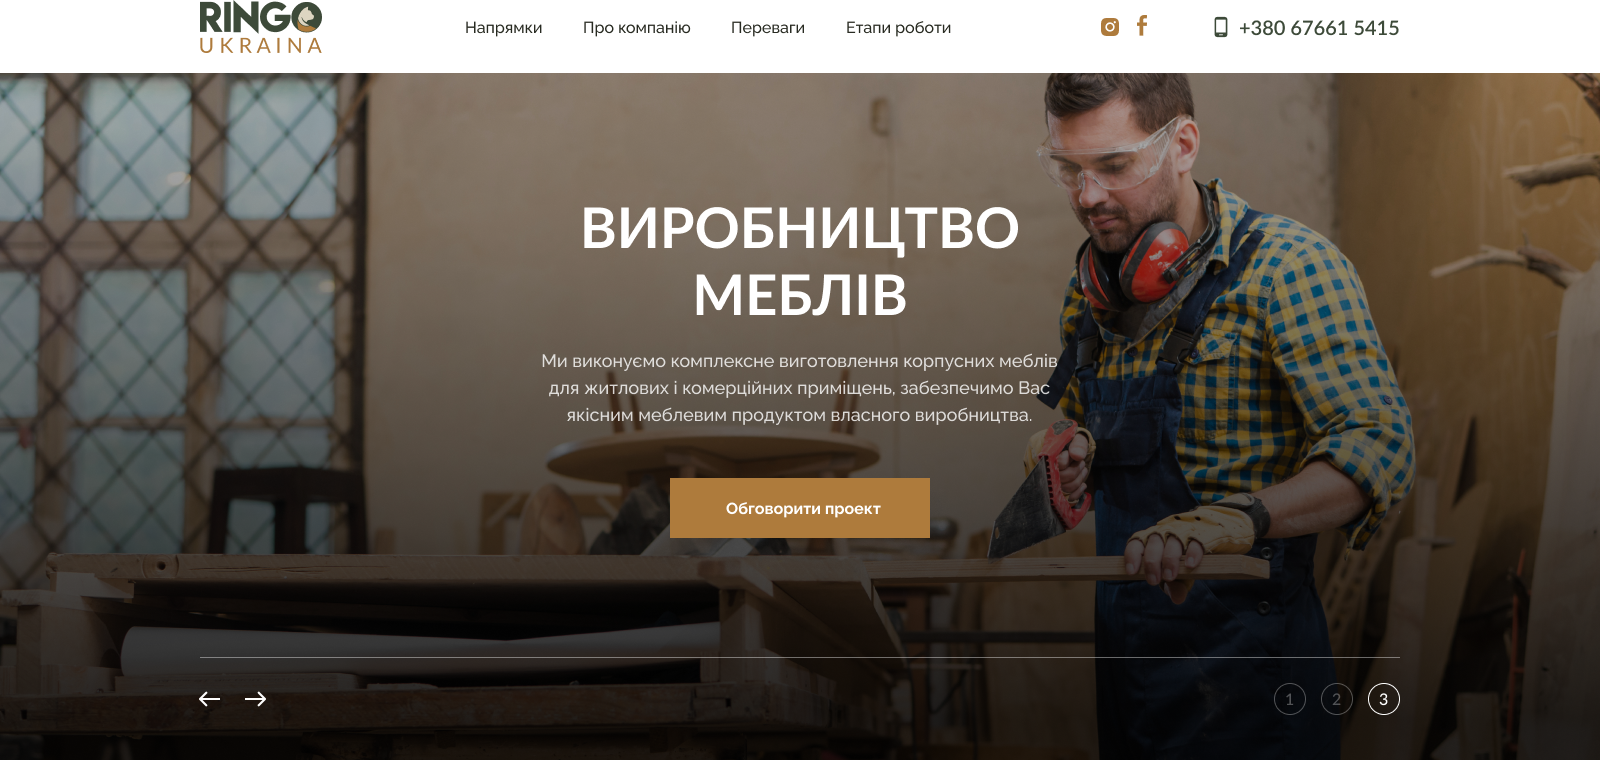 RINGO
UKRAINA
Напрямки
Про компанію
Переваги
Етапи роботи
+380 67661 5415
ВИРОБНИЦТВО
МЕБЛІВ
Ми виконуємо комплексне виготовлення корпусних меблів
для житлових і комерційних приміщень, забезпечимо Вас
якісним меблевим продуктом власного виробництва.
Обговорити проект
1
2
3